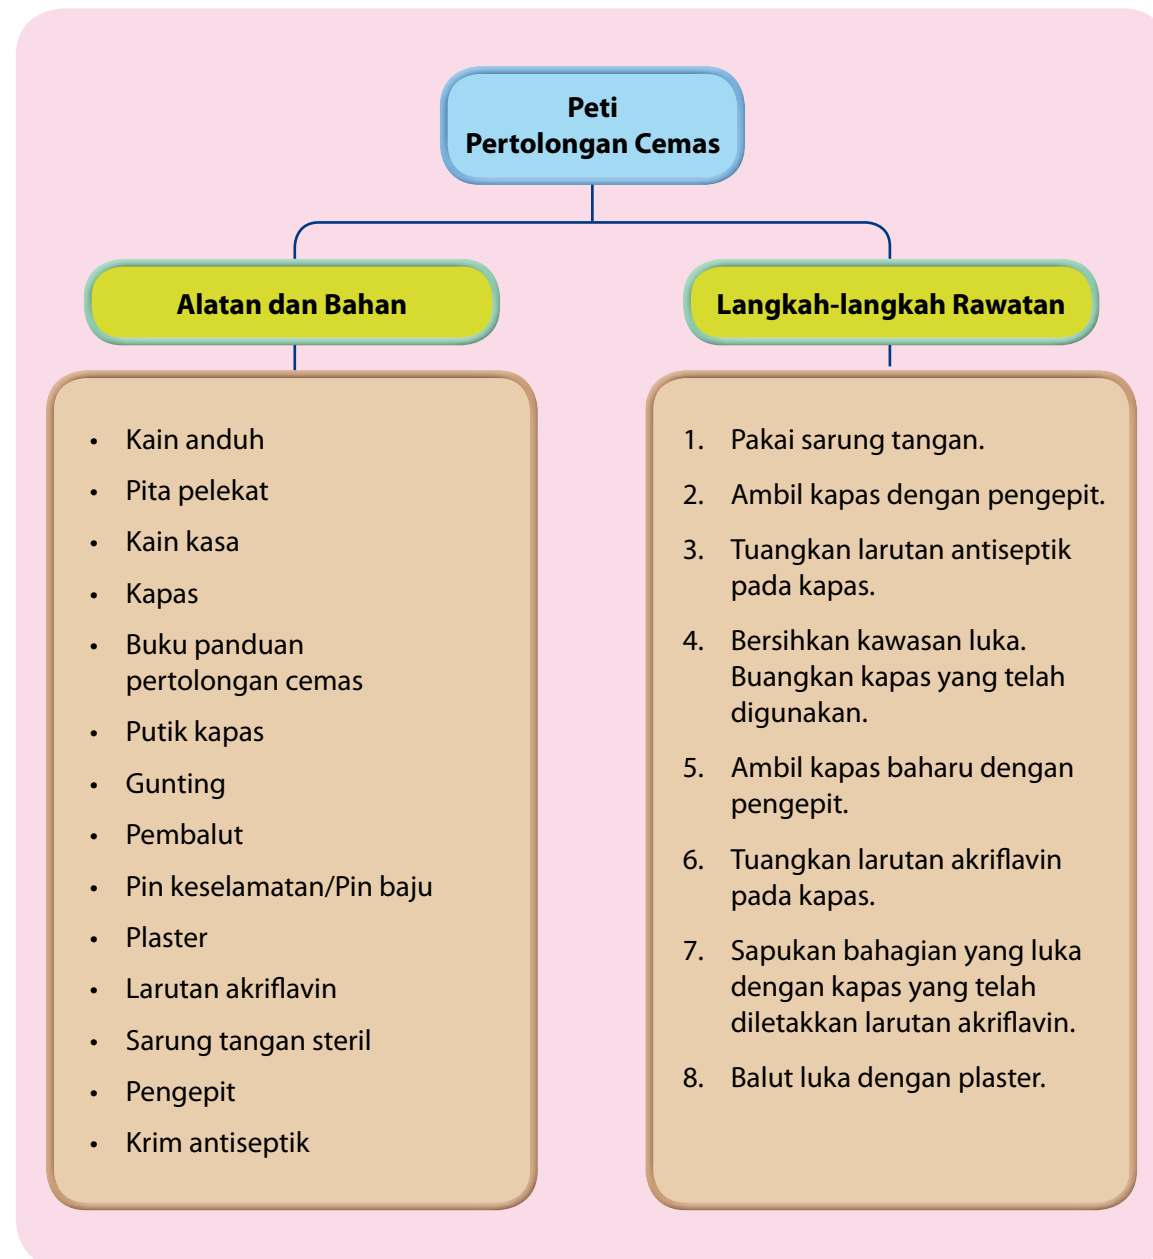 Peti
Pertolongan Cemas
Alatan dan Bahan
• Kain anduh
• Pita pelekat
• Kain kasa
• Kapas
• Buku panduan
pertolongan cemas
• Putik kapas
• Gunting
• Pembalut
• Pin keselamatan/Pin baju
• Plaster
• Larutan akriflavin
• Sarung tangan steril
• Pengepit
• Krim antiseptik
Langkah-langkah Rawatan
1. Pakai sarung tangan.
2. Ambil kapas dengan pengepit.
3. Tuangkan larutan antiseptik
pada kapas.
4. Bersihkan kawasan luka.
Buangkan kapas yang telah
digunakan.
5. Ambil kapas baharu dengan
pengepit.
6. Tuangkan larutan akriflavin
pada kapas.
7. Sapukan bahagian yang luka
dengan kapas yang telah
diletakkan larutan akriflavin.
8. Balut luka dengan plaster.